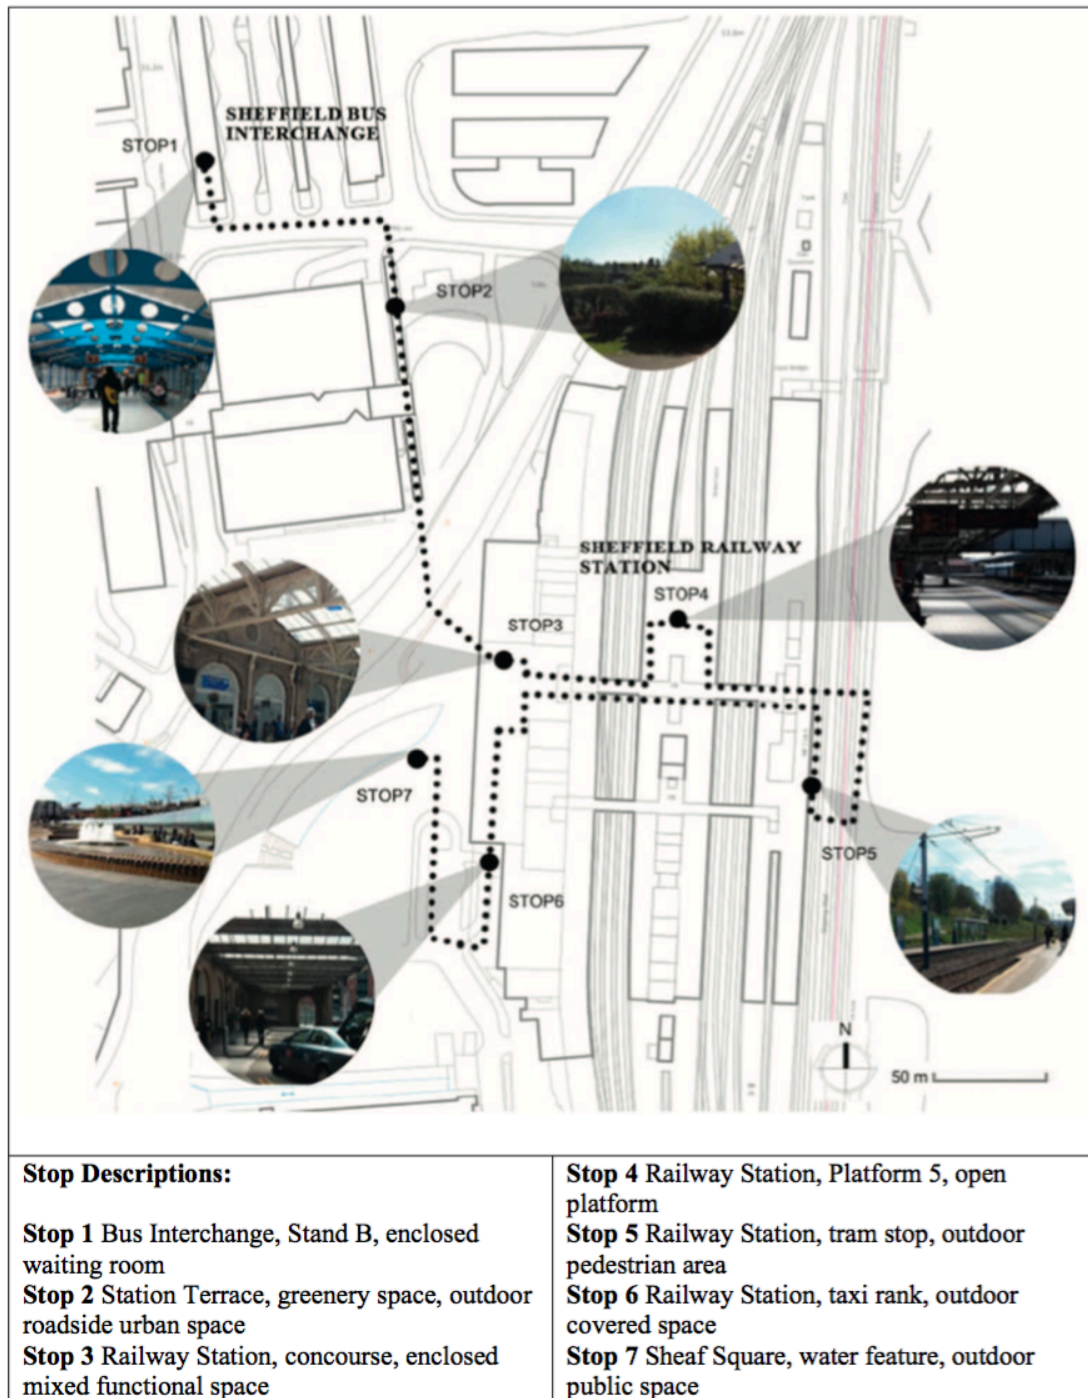 SHEFFIELD BUS
INTERCHANGE
STOP1
STOP2
SHEFFIELD RAILWAY
STATION
STOP4
STOP3
STOP7
STOP5
STOP6
N
50 m
Stop Descriptions:
Stop 1 Bus Interchange, Stand B, enclosed
waiting room
Stop 2 Station Terrace, greenery space, outdoor
roadside urban space
Stop 3 Railway Station, concourse, enclosed
mixed functional space
Stop 4 Railway Station, Platform 5, open
platform
Stop 5 Railway Station, tram stop, outdoor
pedestrian area
Stop 6 Railway Station, taxi rank, outdoor
covered space
Stop 7 Sheaf Square, water feature, outdoor
public space